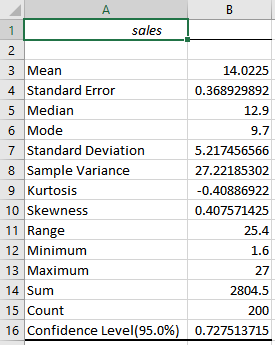 A B
1 sales
2
3 Mean 14.0225
4 Standard Error 0.368929892
5 Median 12.9
6 Mode 9.7
7 Standard Deviation 5.217456566
8 Sample Variance 27.22185302
9 Kurtosis -0.40886922
10 Skewness 0.407571425
11 Range 25.4
12 Minimum 1.6
13 Maximum 27
14 Sum 2804.5
15 Count 200
16 Confidence Level(95.0%) 0.727513715